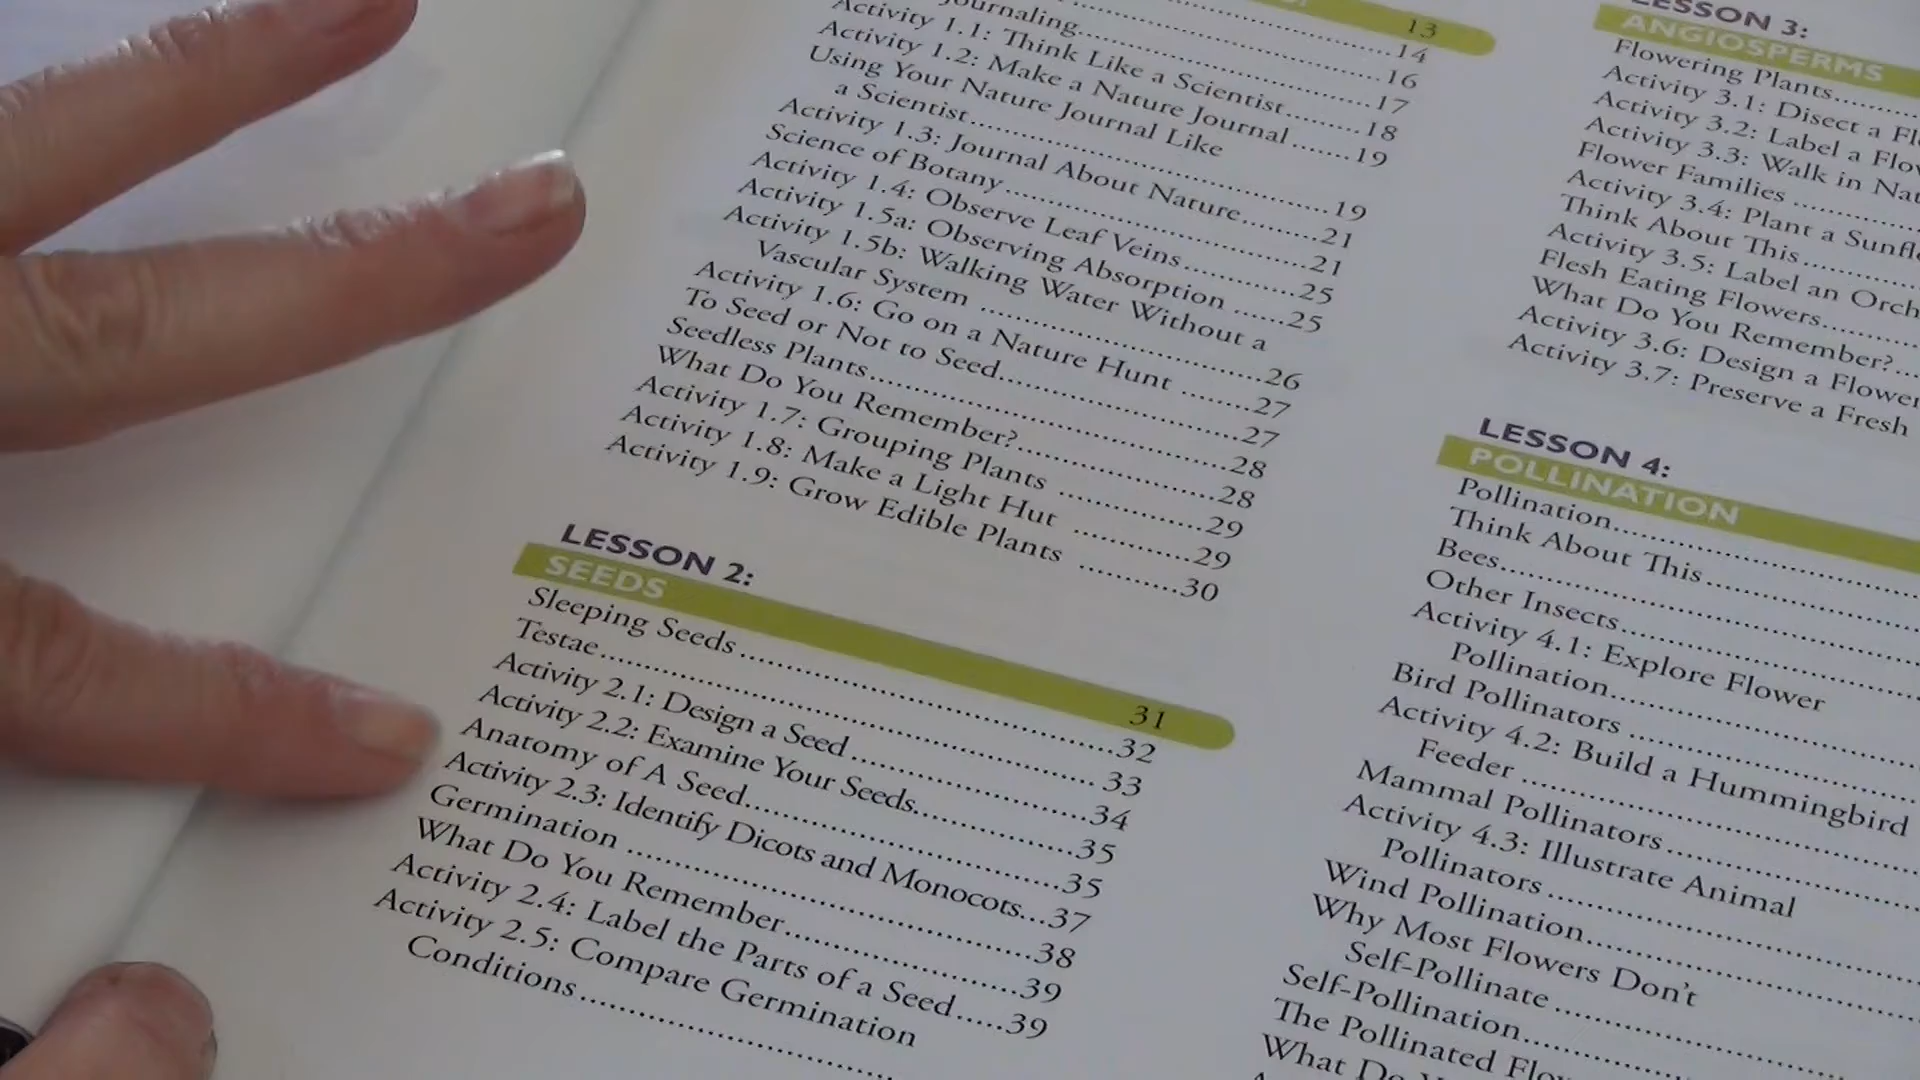 13
14
16
Journaling..........17
Activity 1.1: Think Like a Scientist..........18
Activity 1.2: Make a Nature Journal.......19
Using Your Nature Journal Like
a Scientist..........19
Activity 1.3: Journal About Nature..........21
Science of Botany..........21
Activity 1.4: Observe Leaf Veins..........25
Activity 1.5a: Observing Absorption ......25
Activity 1.5b: Walking Water Without a
Vascular System ..........26
Activity 1.6: Go on a Nature Hunt ........27
To Seed or Not to Seed..........27
Seedless Plants..........28
What Do You Remember?..........28
Activity 1.7: Grouping Plants ..........29
Activity 1.8: Make a Light Hut ..........29
Activity 1.9: Grow Edible Plants ..........30
LESSON 2:
SEEDS 31
Sleeping Seeds..........32
Testae..........33
Activity 2.1: Design a Seed..........34
Activity 2.2: Examine Your Seeds..........35
Anatomy of A Seed..........35
Activity 2.3: Identify Dicots and Monocots...37
Germination ..........38
What Do You Remember..........39
Activity 2.4: Label the Parts of a Seed.....39
Activity 2.5: Compare Germination
Conditions..........
LESSON 3:
ANGIOSPERMS
Flowering Plants..........
Activity 3.1: Disect a
Activity 3.2: Label a
Activity 3.3: Walk in
Flower Families ..........
Activity 3.4: Plant a
Think About This..........
Activity 3.5: Label an
Flesh Eating Flowers..........
What Do You Remember?....
Activity 3.6: Design a Flower
Activity 3.7: Preserve a Fresh
LESSON 4:
POLLINATION
Pollination..........
Think About This..........
Bees..........
Other Insects..........
Activity 4.1: Explore Flower
Pollination..........
Bird Pollinators ..........
Activity 4.2: Build a Hummingbird
Feeder ..........
Mammal Pollinators..........
Activity 4.3: Illustrate Animal
Pollinators ..........
Wind Pollination..........
Why Most Flowers Don't
Self-Pollinate ..........
Self-Pollination..........
The Pollinated
What Do